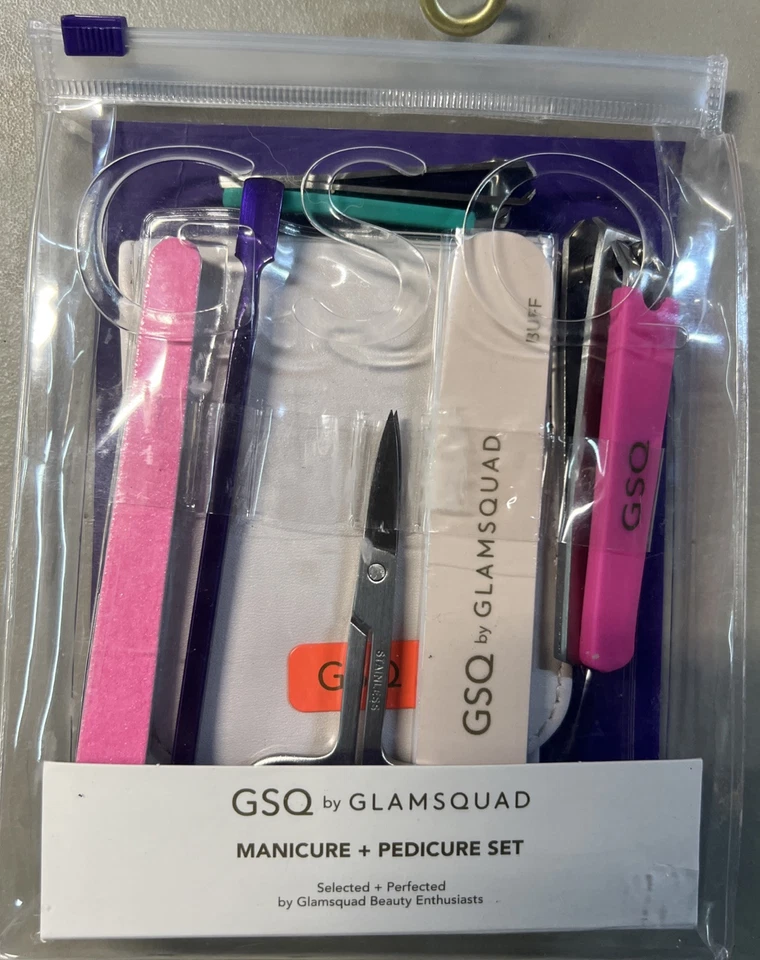 GSQ
BUFF
GSQ
GSQ by GLAMSQUAD
GSQ
STAINLESS
GSQ by GLAMSQUAD
MANICURE + PEDICURE SET
Selected + Perfected
by Glamsquad Beauty Enthusiasts